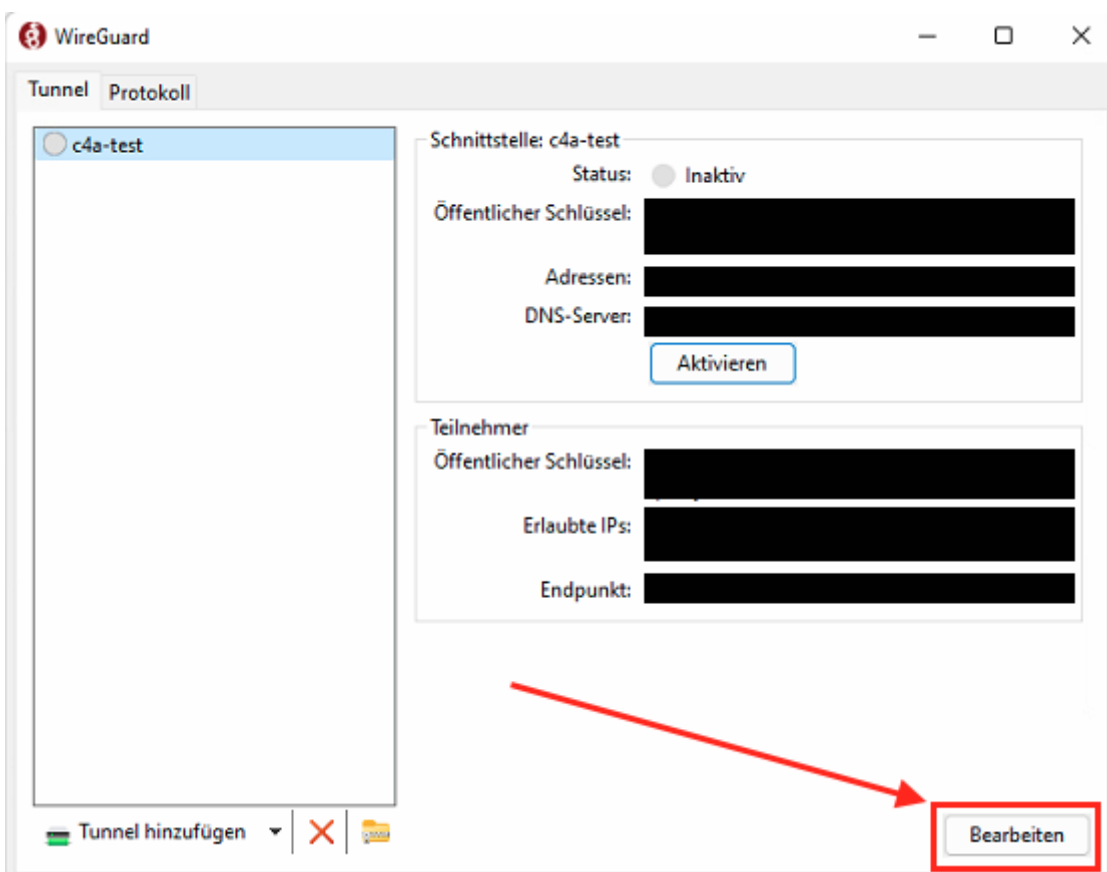 WireGuard
Tunnel Protokoll
c4a-test
Schnittstelle: c4a-test
Status: Inaktiv
Öffentlicher Schlüssel:
Adressen:
DNS-Server:
Aktivieren
Teilnehmer
Öffentlicher Schlüssel:
Erlaubte IPs:
Endpunkt:
Tunnel hinzufügen
Bearbeiten